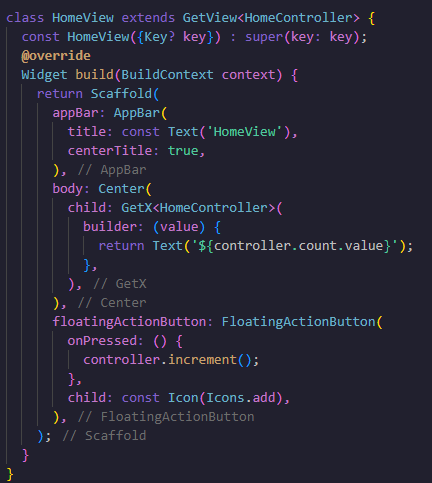 class HomeView extends GetView<HomeController> {
  const HomeView({Key? key}) : super(key: key);
  @override
  Widget build(BuildContext context) {
    return Scaffold(
      appBar: AppBar(
        title: const Text('HomeView'),
        centerTitle: true,
      ), // AppBar
      body: Center(
        child: GetX<HomeController>(
          builder: (value) {
            return Text('${controller.count.value}');
          },
        ), // GetX
      ), // Center
      floatingActionButton: FloatingActionButton(
        onPressed: () {
          controller.increment();
        },
        child: const Icon(Icons.add),
      ), // FloatingActionButton
    ); // Scaffold
  }
}